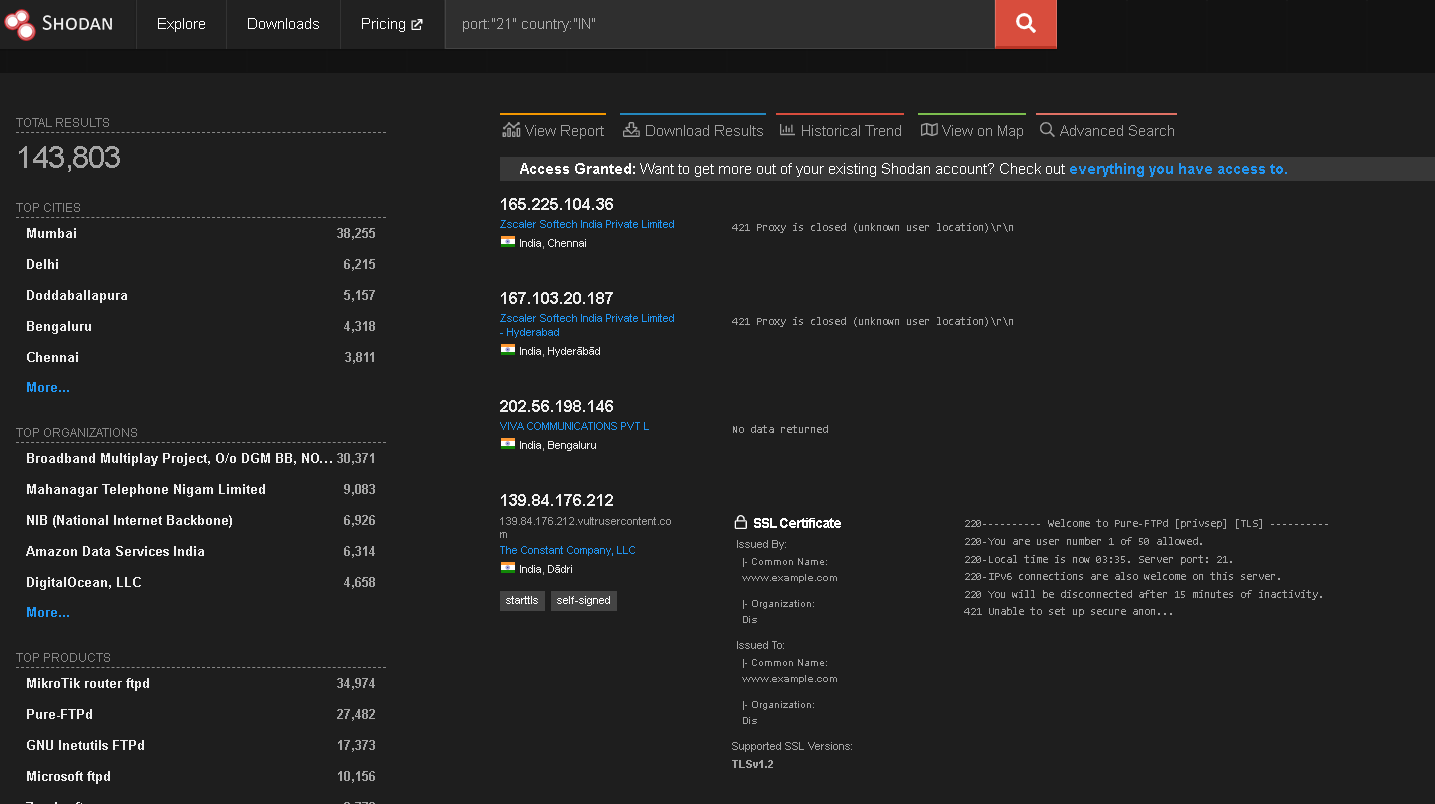 SHODAN
Explore
Downloads
Pricing
port:"21" country:"IN"
TOTAL RESULTS
143,803
TOP CITIES
Mumbai 38,255
Delhi 6,215
Doddaballapura 5,157
Bengaluru 4,318
Chennai 3,811
More...
TOP ORGANIZATIONS
Broadband Multiplay Project, O/o DGM BB, NO... 30,371
Mahanagar Telephone Nigam Limited 9,083
NIB (National Internet Backbone) 6,926
Amazon Data Services India 6,314
DigitalOcean, LLC 4,658
More...
TOP PRODUCTS
MikroTik router ftpd 34,974
Pure-FTPd 27,482
GNU Inetutils FTPd 17,373
Microsoft ftpd 10,156
View Report
Download Results
Historical Trend
View on Map
Advanced Search
Access Granted: Want to get more out of your existing Shodan account? Check out everything you have access to.
165.225.104.36
Zscaler Softech India Private Limited
India, Chennai
421 Proxy is closed (unknown user location)\r\n
167.103.20.187
Zscaler Softech India Private Limited
- Hyderabad
India, Hyderābād
421 Proxy is closed (unknown user location)\r\n
202.56.198.146
VIVA COMMUNICATIONS PVT L
India, Bengaluru
No data returned
139.84.176.212
139.84.176.212.vultrusercontent.co
m
The Constant Company, LLC
India, Dādri
starttls
self-signed
SSL Certificate
Issued By:
|- Common Name:
www.example.com
|- Organization:
Dis
Issued To:
|- Common Name:
www.example.com
|- Organization:
Dis
Supported SSL Versions:
TLSv1.2
220---------- Welcome to Pure-FTPd [privsep] [TLS] ----------
220-You are user number 1 of 50 allowed.
220-Local time is now 03:35. Server port: 21.
220-IPv6 connections are also welcome on this server.
220 You will be disconnected after 15 minutes of inactivity.
421 Unable to set up secure anon...